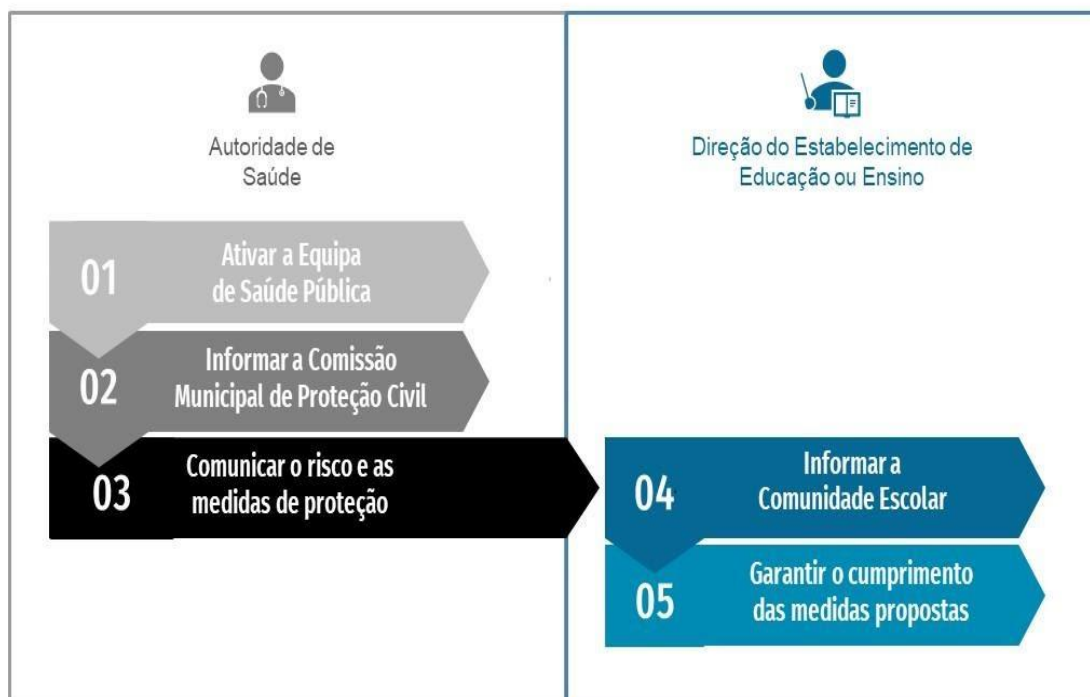 Autoridade de
Saúde
Direção do Estabelecimento de
Educação ou Ensino
01
Ativar a Equipa
de Saúde Pública
02
Informar a Comissão
Municipal de Proteção Civil
03
Comunicar o risco e as
medidas de proteção
04
Informar a
Comunidade Escolar
05
Garantir o cumprimento
das medidas propostas